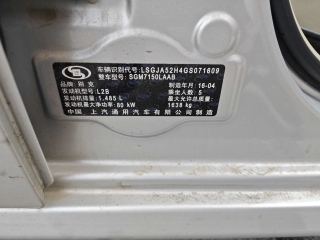 车辆识别代号:LSGJA52H4GS071609
整车型号: SGM7150LAAB
品牌: 别克
制造年月 16-04
发动机型号: L2B
乘坐人数 5
发动机排量: 1.485 L
最大允许总质量:
发动机最大净功率: 80 kW
1638 kg
中国 上汽通用汽车有限公司 制造